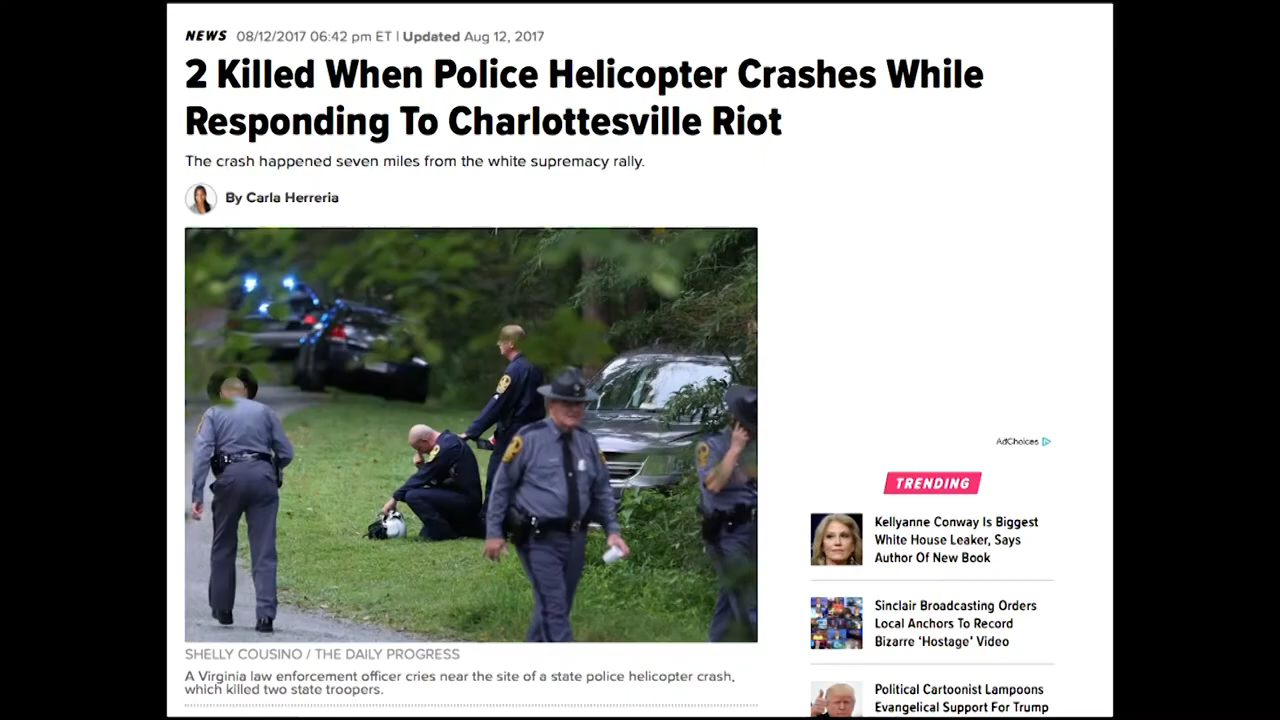 NEWS 08/12/2017 06:42 pm ET | Updated Aug 12, 2017
2 Killed When Police Helicopter Crashes While
Responding To Charlottesville Riot
The crash happened seven miles from the white supremacy rally.
By Carla Herreria
SHELLY COUSINO / THE DAILY PROGRESS
A Virginia law enforcement officer cries near the site of a state police helicopter crash,
which killed two state troopers.
AdChoices
TRENDING
Kellyanne Conway Is Biggest
White House Leaker, Says
Author Of New Book
Sinclair Broadcasting Orders
Local Anchors To Record
Bizarre ‘Hostage’ Video
Political Cartoonist Lampoons
Evangelical Support For Trump